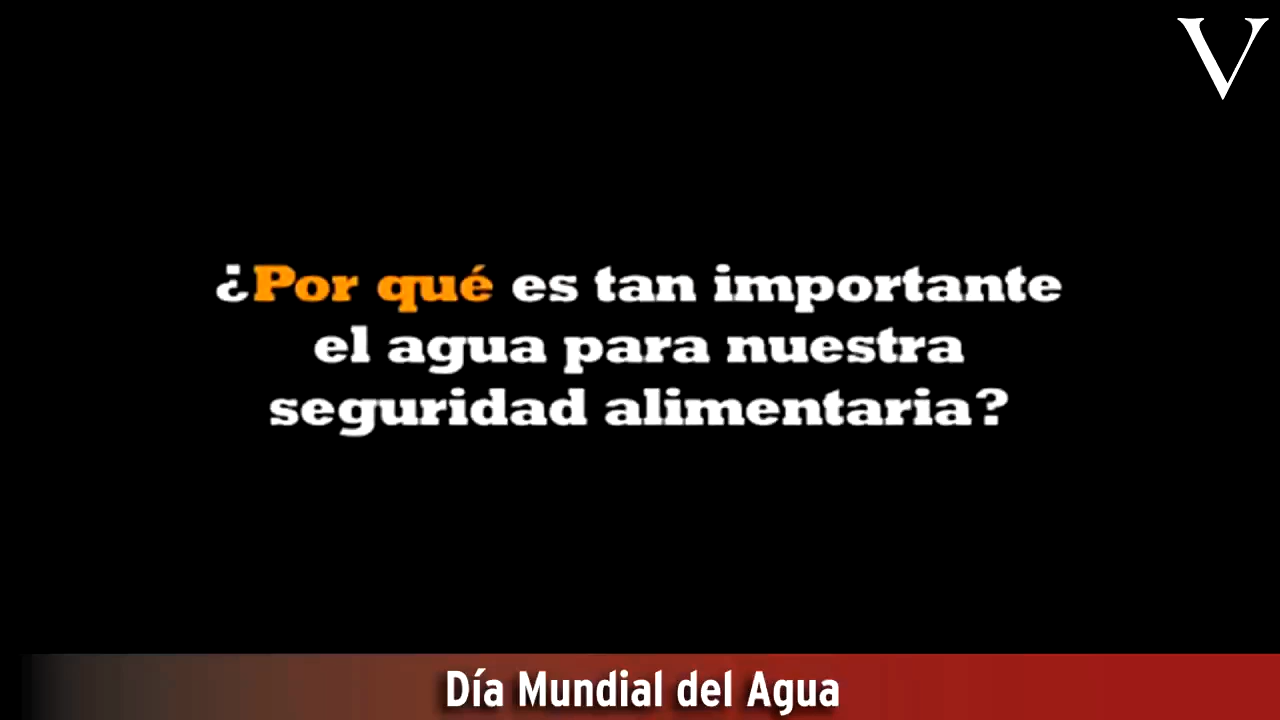 V
¿Por qué es tan importante
el agua para nuestra
seguridad alimentaria?
Día Mundial del Agua